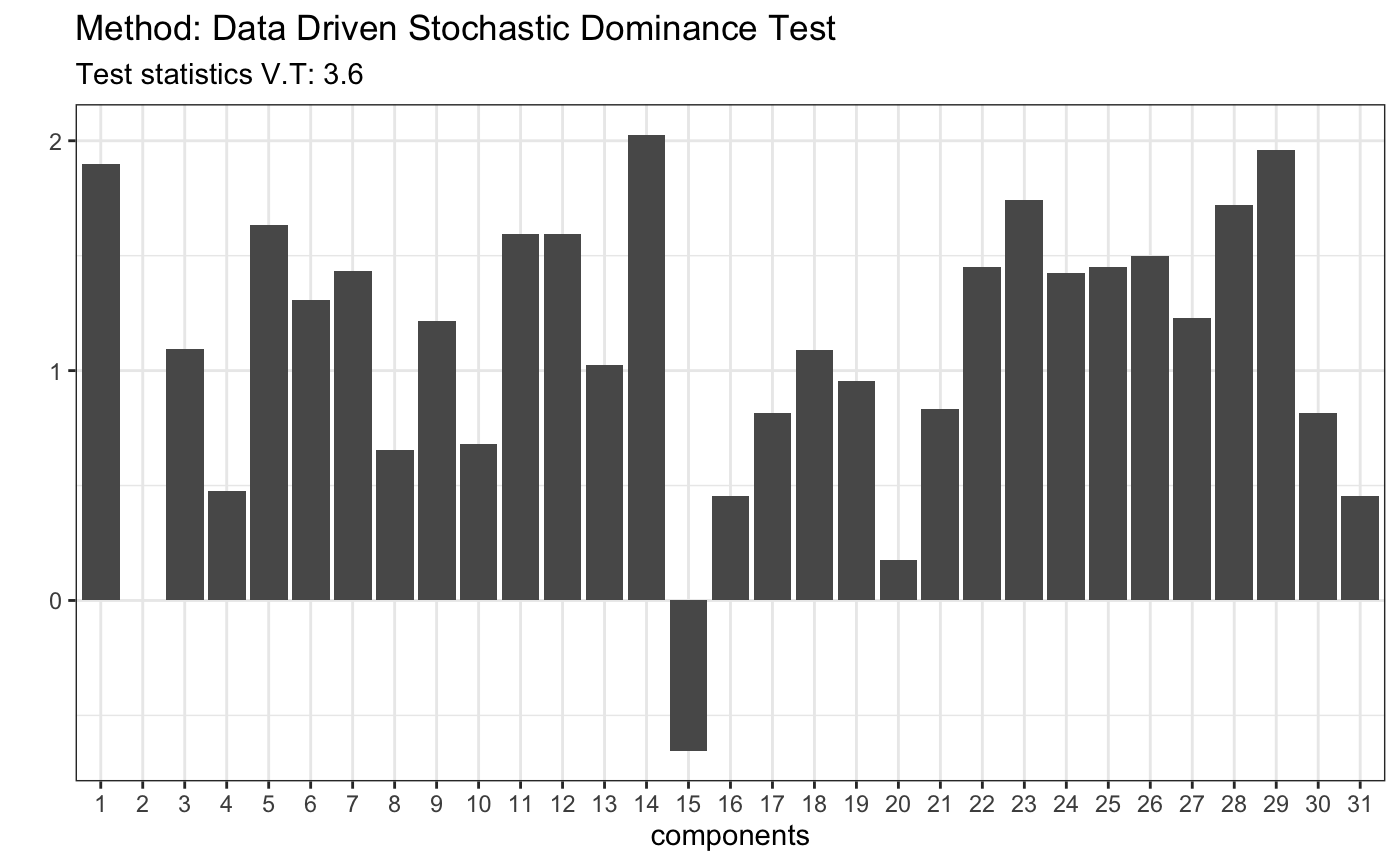 Method: Data Driven Stochastic Dominance Test
Test statistics V.T: 3.6
2
1
0
1 2 3 4 5 6 7 8 9 10 11 12 13 14 15 16 17 18 19 20 21 22 23 24 25 26 27 28 29 30 31
components